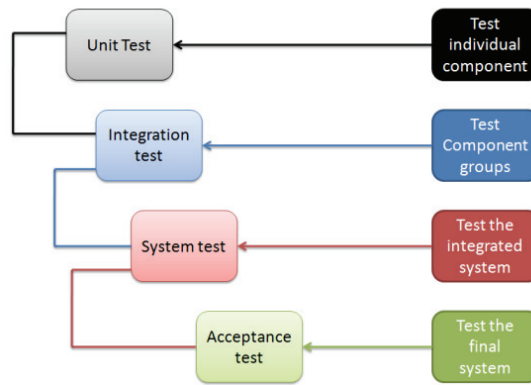 Unit Test
Test
individual
component
Integration
test
Test
Component
groups
System test
Test the
integrated
system
Acceptance
test
Test the
final
system